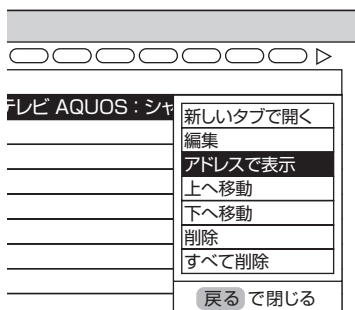 テレビ AQUOS：シャ
新しいタブで開く
編集
アドレスで表示
上へ移動
下へ移動
削除
すべて削除
戻る で閉じる